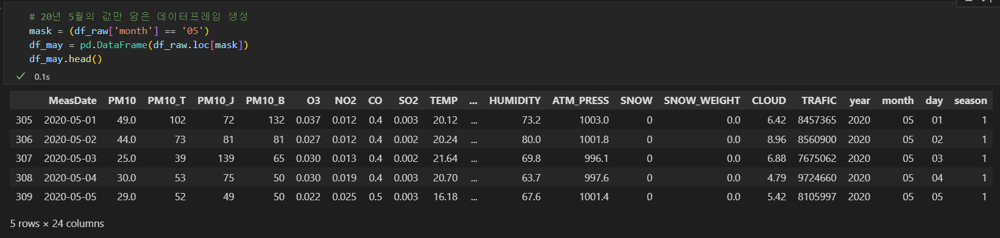 # 20년 5월의 값만 담은 데이터프레임 생성
mask = (df_raw['month'] == '05')
df_may = pd.DataFrame(df_raw.loc[mask])
df_may.head()
0.1s
MeasDate PM10 PM10_T PM10_J PM10_B O3 NO2 CO SO2 TEMP ... HUMIDITY ATM_PRESS SNOW SNOW_WEIGHT CLOUD TRAFIC year month day season
305 2020-05-01 49.0 102 72 132 0.037 0.012 0.4 0.003 20.12 ... 73.2 1003.0 0 0.0 6.42 8457365 2020 05 01 1
306 2020-05-02 44.0 73 81 81 0.027 0.012 0.4 0.002 20.24 ... 80.0 1001.8 0 0.0 8.96 8560900 2020 05 02 1
307 2020-05-03 25.0 39 139 65 0.030 0.013 0.4 0.002 21.64 ... 69.8 996.1 0 0.0 6.88 7675062 2020 05 03 1
308 2020-05-04 30.0 53 75 50 0.030 0.019 0.4 0.003 20.70 ... 63.7 997.6 0 0.0 4.79 9724660 2020 05 04 1
309 2020-05-05 29.0 52 49 50 0.022 0.025 0.5 0.003 16.18 ... 67.6 1001.4 0 0.0 5.42 8105997 2020 05 05 1
5 rows × 24 columns